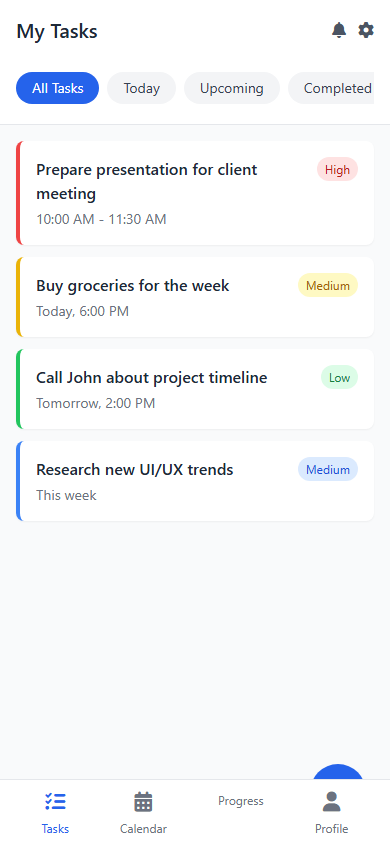 My Tasks
All Tasks
Today
Upcoming
Completed
Prepare presentation for client
meeting
High
10:00 AM - 11:30 AM
Buy groceries for the week
Medium
Today, 6:00 PM
Call John about project timeline
Low
Tomorrow, 2:00 PM
Research new UI/UX trends
Medium
This week
Tasks
Calendar
Progress
Profile